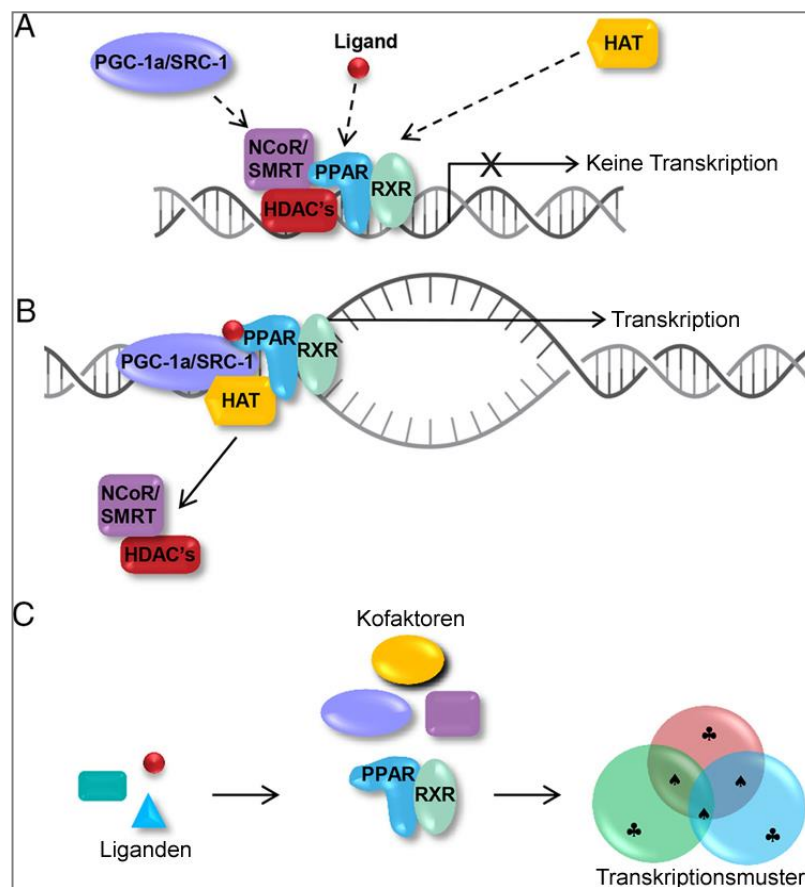 A
PGC-1a/SRC-1
Ligand
HAT
NCoR/
SMRT
PPAR
RXR
HDAC's
X
Keine Transkription
B
PPAR
RXR
Transkription
PGC-1a/SRC-1
HAT
NCoR/
SMRT
HDAC's
C
Kofaktoren
PPAR
RXR
♣
♠ ♠
♠
♣ ♣
Liganden
Transkriptionsmuster